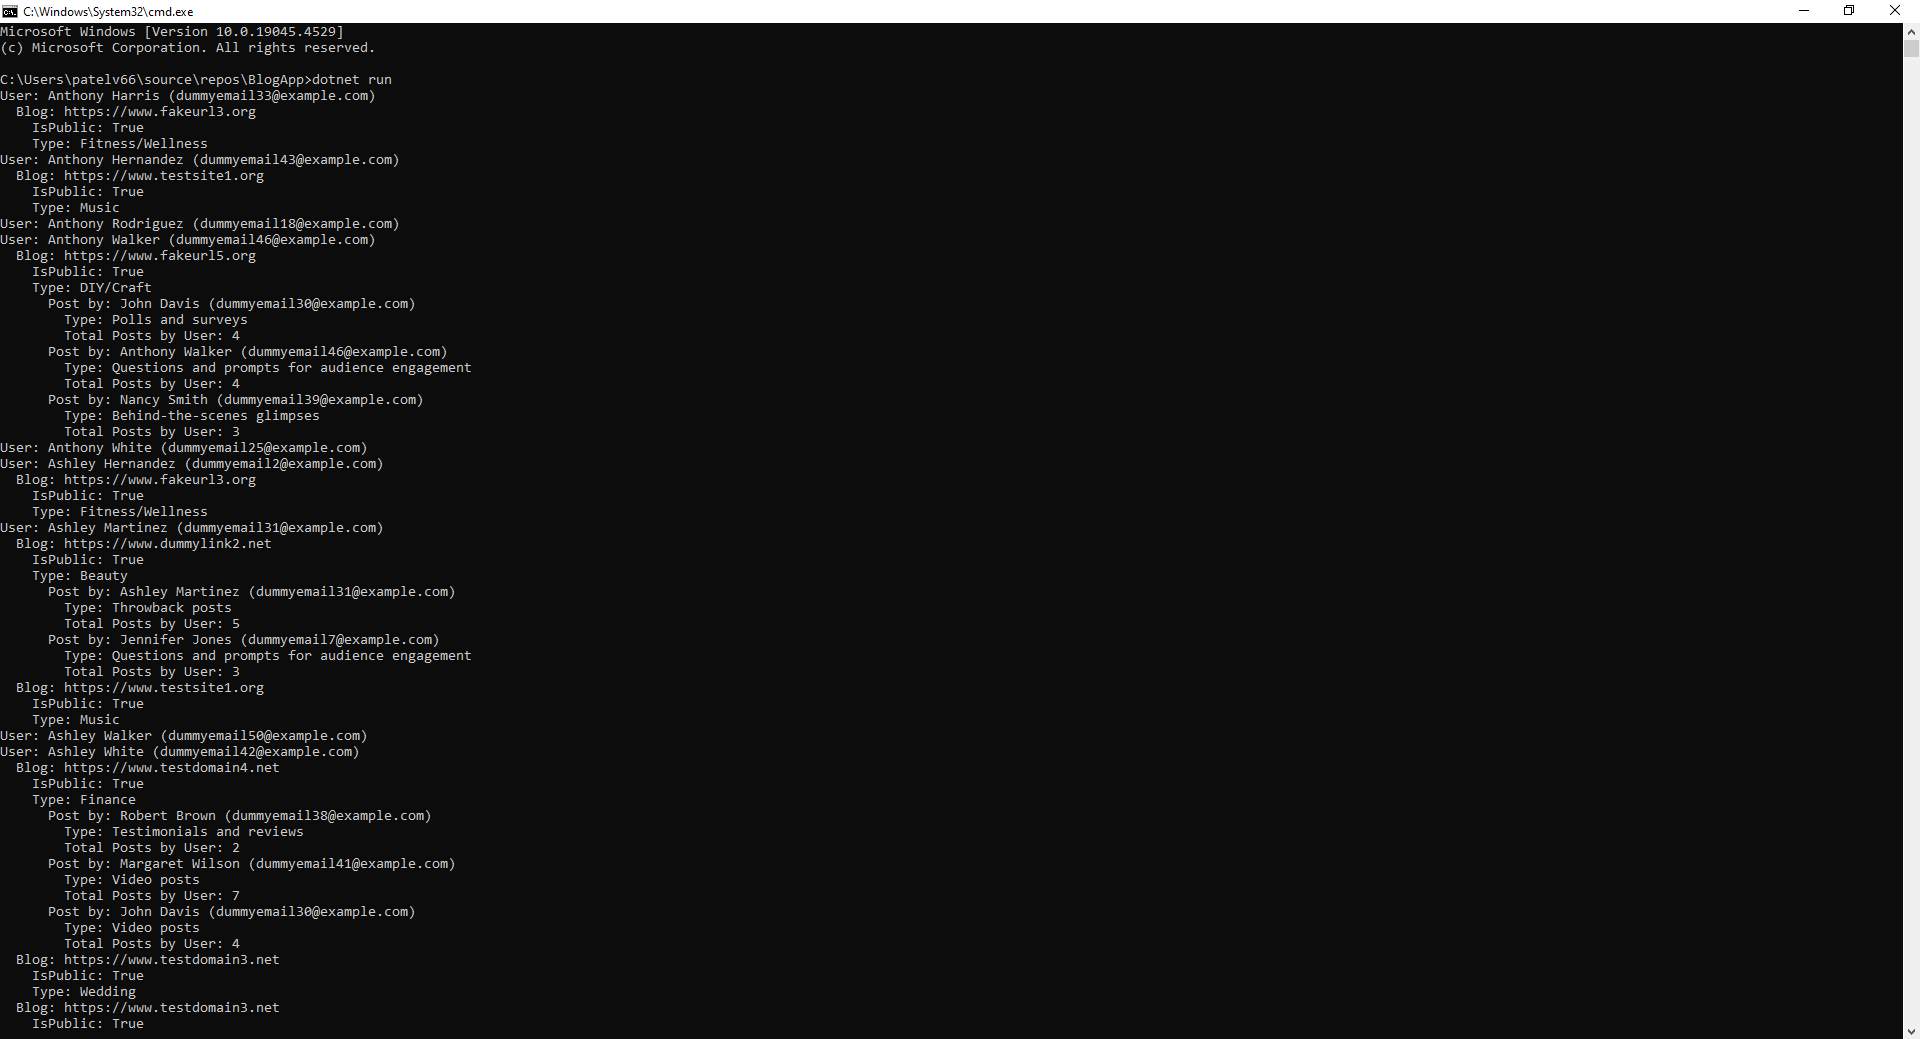 C:\Windows\System32\cmd.exe
Microsoft Windows [Version 10.0.19045.4529]
(c) Microsoft Corporation. All rights reserved.

C:\Users\patelv66\source\repos\BlogApp>dotnet run
User: Anthony Harris (dummyemail33@example.com)
  Blog: https://www.fakeurl3.org
    IsPublic: True
    Type: Fitness/Wellness
User: Anthony Hernandez (dummyemail43@example.com)
  Blog: https://www.testsite1.org
    IsPublic: True
    Type: Music
User: Anthony Rodriguez (dummyemail18@example.com)
User: Anthony Walker (dummyemail46@example.com)
  Blog: https://www.fakeurl5.org
    IsPublic: True
    Type: DIY/Craft
      Post by: John Davis (dummyemail30@example.com)
        Type: Polls and surveys
        Total Posts by User: 4
      Post by: Anthony Walker (dummyemail46@example.com)
        Type: Questions and prompts for audience engagement
        Total Posts by User: 4
      Post by: Nancy Smith (dummyemail39@example.com)
        Type: Behind-the-scenes glimpses
        Total Posts by User: 3
User: Anthony White (dummyemail25@example.com)
User: Ashley Hernandez (dummyemail2@example.com)
  Blog: https://www.fakeurl3.org
    IsPublic: True
    Type: Fitness/Wellness
User: Ashley Martinez (dummyemail31@example.com)
  Blog: https://www.dummylink2.net
    IsPublic: True
    Type: Beauty
      Post by: Ashley Martinez (dummyemail31@example.com)
        Type: Throwback posts
        Total Posts by User: 5
      Post by: Jennifer Jones (dummyemail7@example.com)
        Type: Questions and prompts for audience engagement
        Total Posts by User: 3
  Blog: https://www.testsite1.org
    IsPublic: True
    Type: Music
User: Ashley Walker (dummyemail50@example.com)
User: Ashley White (dummyemail42@example.com)
  Blog: https://www.testdomain4.net
    IsPublic: True
    Type: Finance
      Post by: Robert Brown (dummyemail38@example.com)
        Type: Testimonials and reviews
        Total Posts by User: 2
      Post by: Margaret Wilson (dummyemail41@example.com)
        Type: Video posts
        Total Posts by User: 7
      Post by: John Davis (dummyemail30@example.com)
        Type: Video posts
        Total Posts by User: 4
  Blog: https://www.testdomain3.net
    IsPublic: True
    Type: Wedding
  Blog: https://www.testdomain3.net
    IsPublic: True